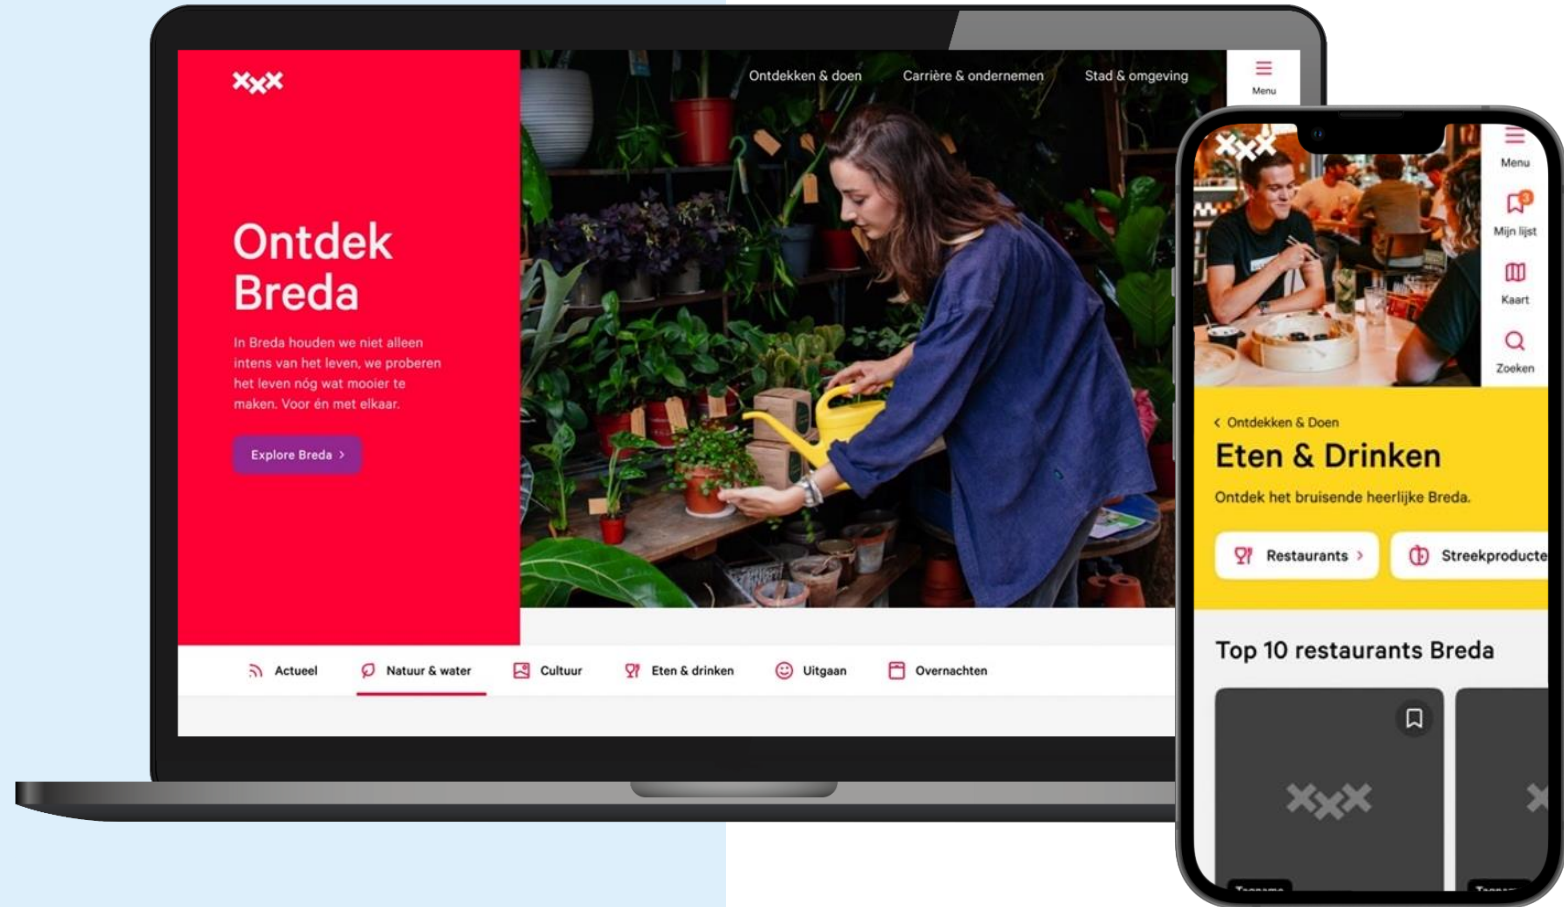 Ontdekken & doen
Carrière & ondernemen
Stad & omgeving
Menu
Ontdek
Breda
In Breda houden we niet alleen
intens van het leven, we proberen
het leven nóg wat mooier te
maken. Voor én met elkaar.
Explore Breda
Actueel
Natuur & water
Cultuur
Eten & drinken
Uitgaan
Overnachten
Menu
3
Mijn lijst
Kaart
Zoeken
Ontdekken & Doen
Eten & Drinken
Ontdek het bruisende heerlijke Breda.
Restaurants
Streekproducte
Top 10 restaurants Breda